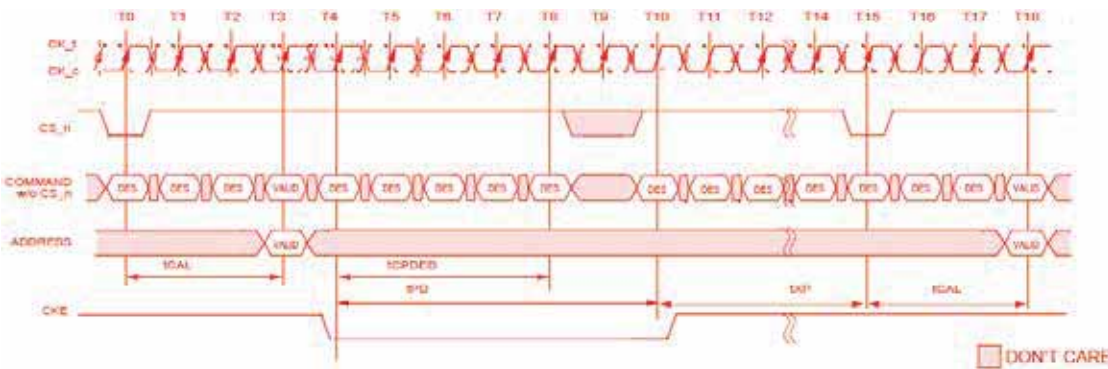 T0 T1 T2 T3 T4 T5 T6 T7 T8 T9 T10 T11 T12 T14 T15 T16 T17 T18
CK_t
CK_c
CS_n
COMMAND w/o CS_n
DES DES DES VALID DES DES DES DES DES DES DES DES DES DES DES DES VALID
ADDRESS
VALID VALID
tCAL tCPDED
tPD tXP tCAL
CKE
DON'T CARE